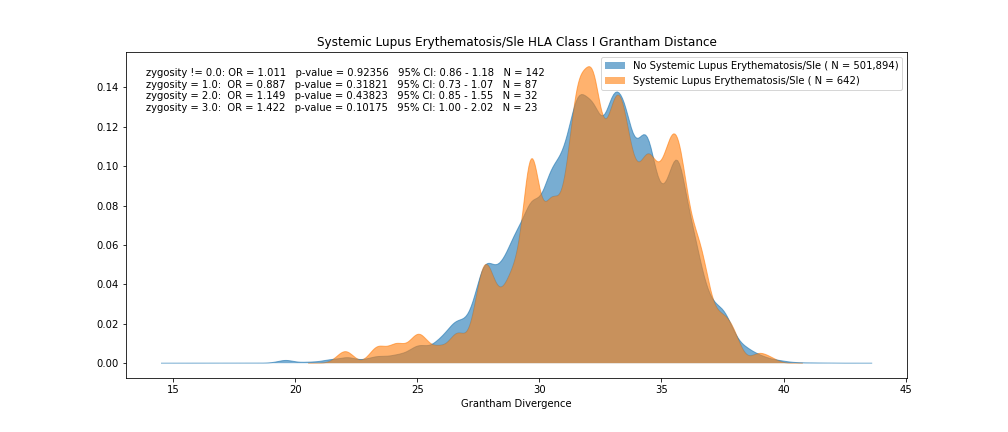 Systemic Lupus Erythematosus/Sle HLA Class I Grantham Distance
zygosity != 0.0: OR = 1.011 p-value = 0.92356 95% CI: 0.86 - 1.18 N = 142
zygosity = 1.0: OR = 0.887 p-value = 0.31821 95% CI: 0.73 - 1.07 N = 87
zygosity = 2.0: OR = 1.149 p-value = 0.43823 95% CI: 0.85 - 1.55 N = 32
zygosity = 3.0: OR = 1.422 p-value = 0.10175 95% CI: 1.00 - 2.02 N = 23
No Systemic Lupus Erythematosus/Sle ( N = 501,894)
Systemic Lupus Erythematosus/Sle ( N = 642)
0.14
0.12
0.10
0.08
0.06
0.04
0.02
0.00
15 20 25 30 35 40 45
Grantham Divergence